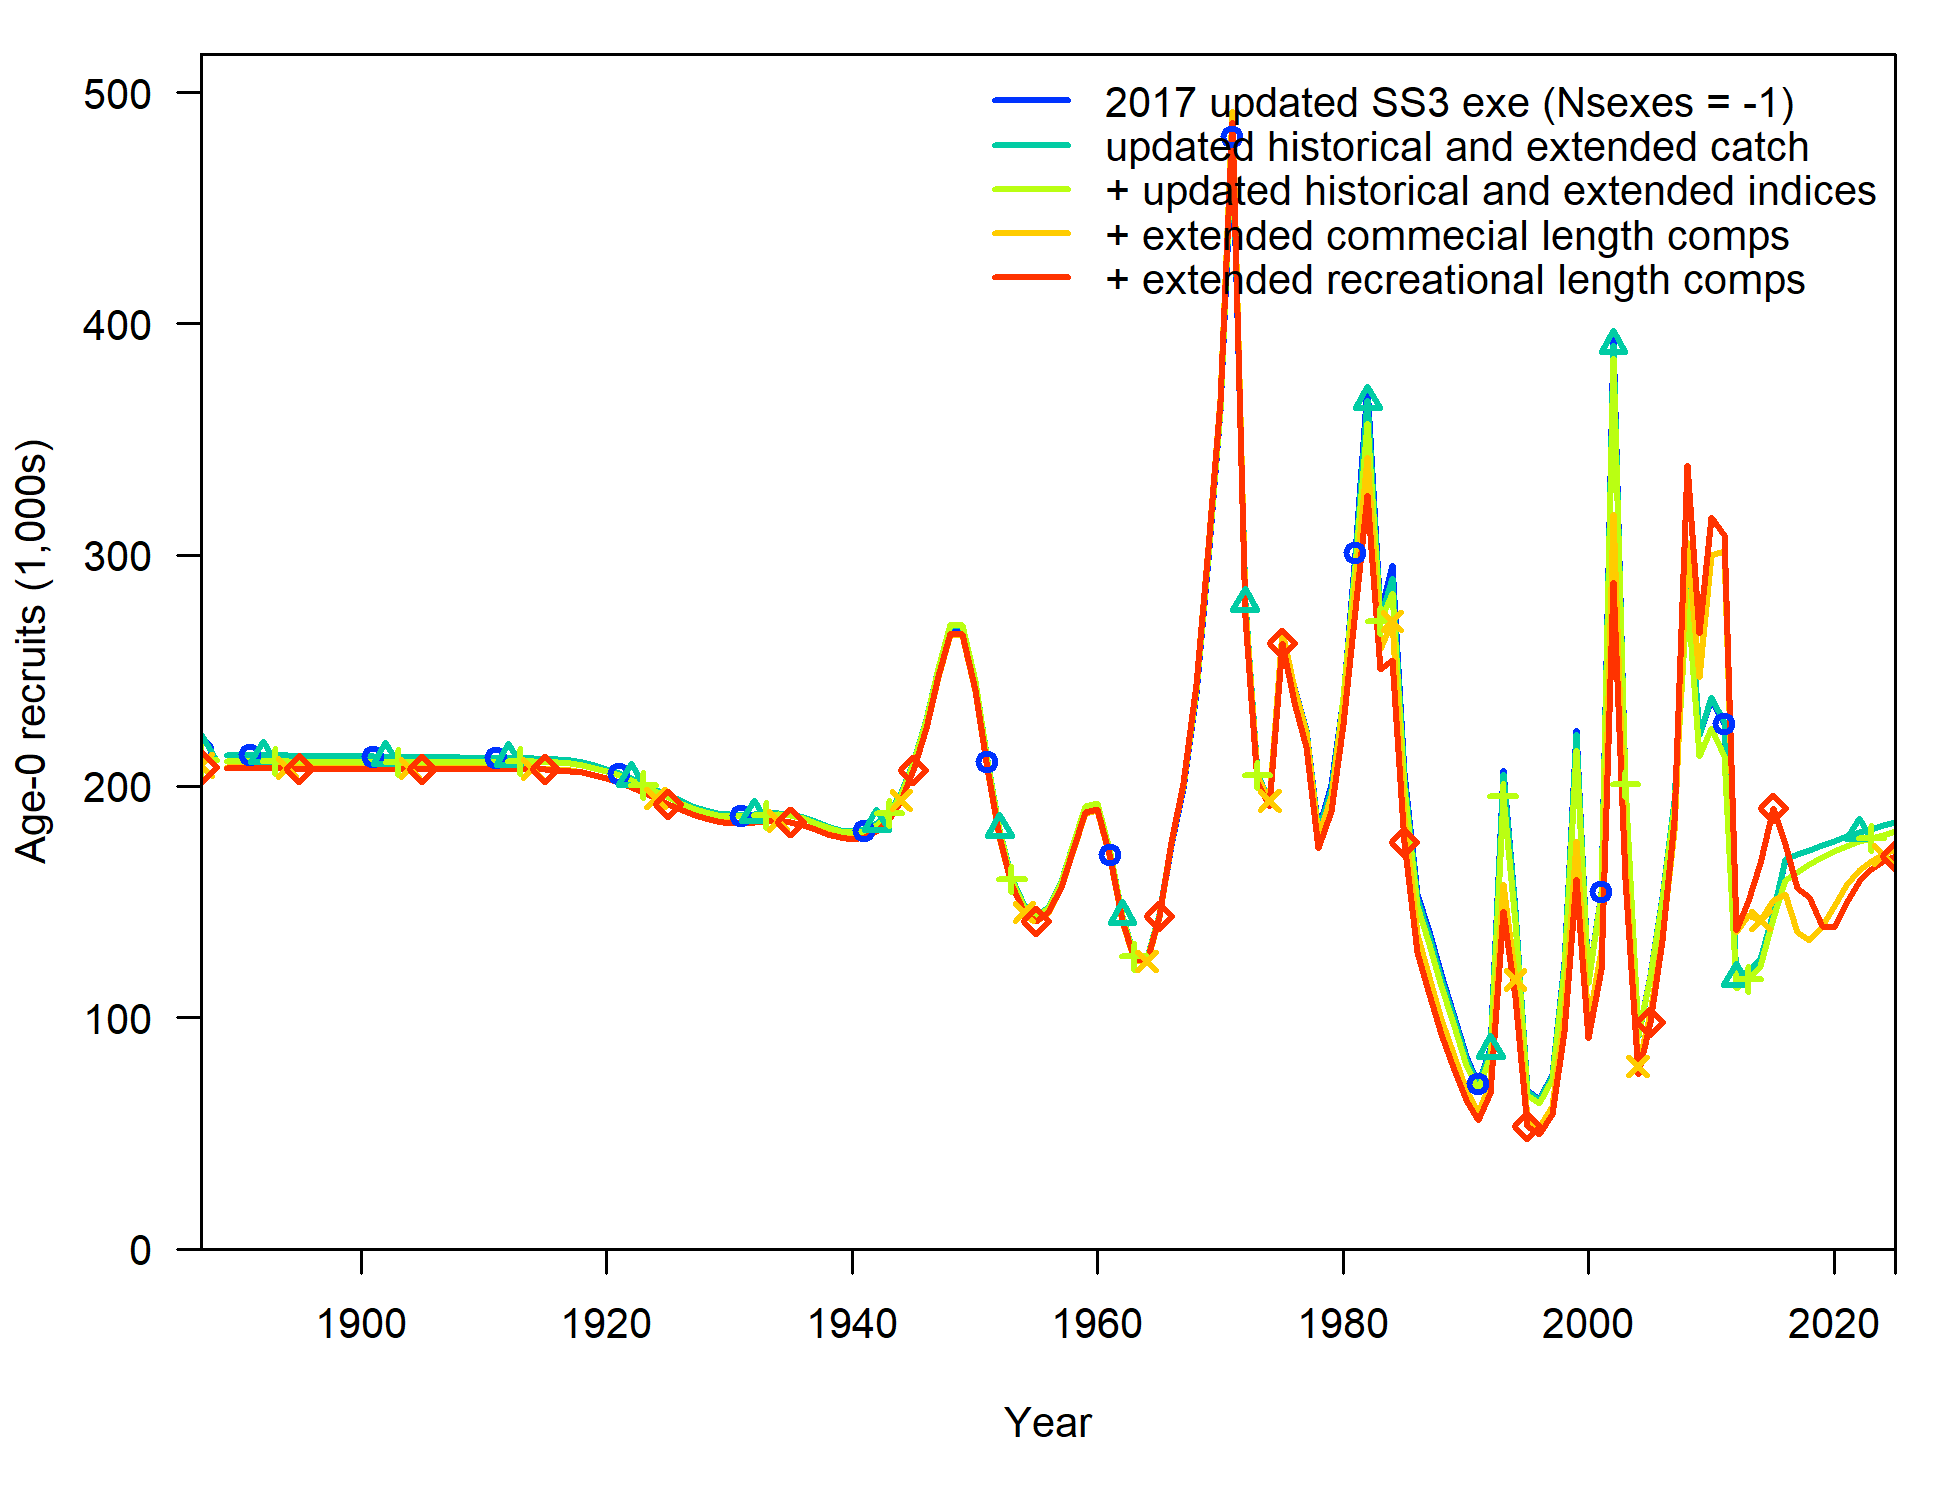 500
400
300
200
100
0
Age-0 recruits (1,000s)
2017 updated SS3 exe (Nsexes = -1)
updated historical and extended catch
+ updated historical and extended indices
+ extended commecial length comps
+ extended recreational length comps
1900
1920
1940
1960
1980
2000
2020
Year